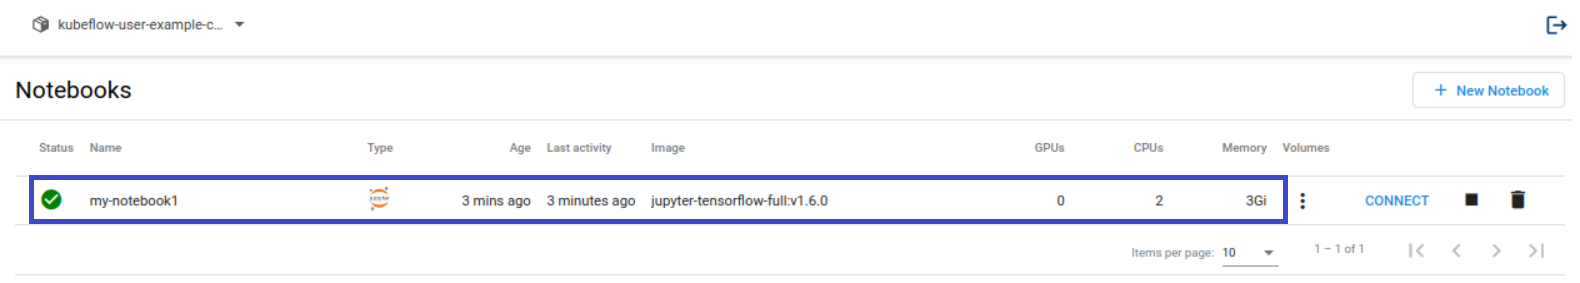 kubeflow-user-example-c...
Notebooks
+ New Notebook
Status Name Type Age Last activity Image GPUs CPUs Memory Volumes
my-notebook1 jupyter 3 mins ago 3 minutes ago jupyter-tensorflow-full:v1.6.0 0 2 3Gi CONNECT
Items per page: 10 1 – 1 of 1